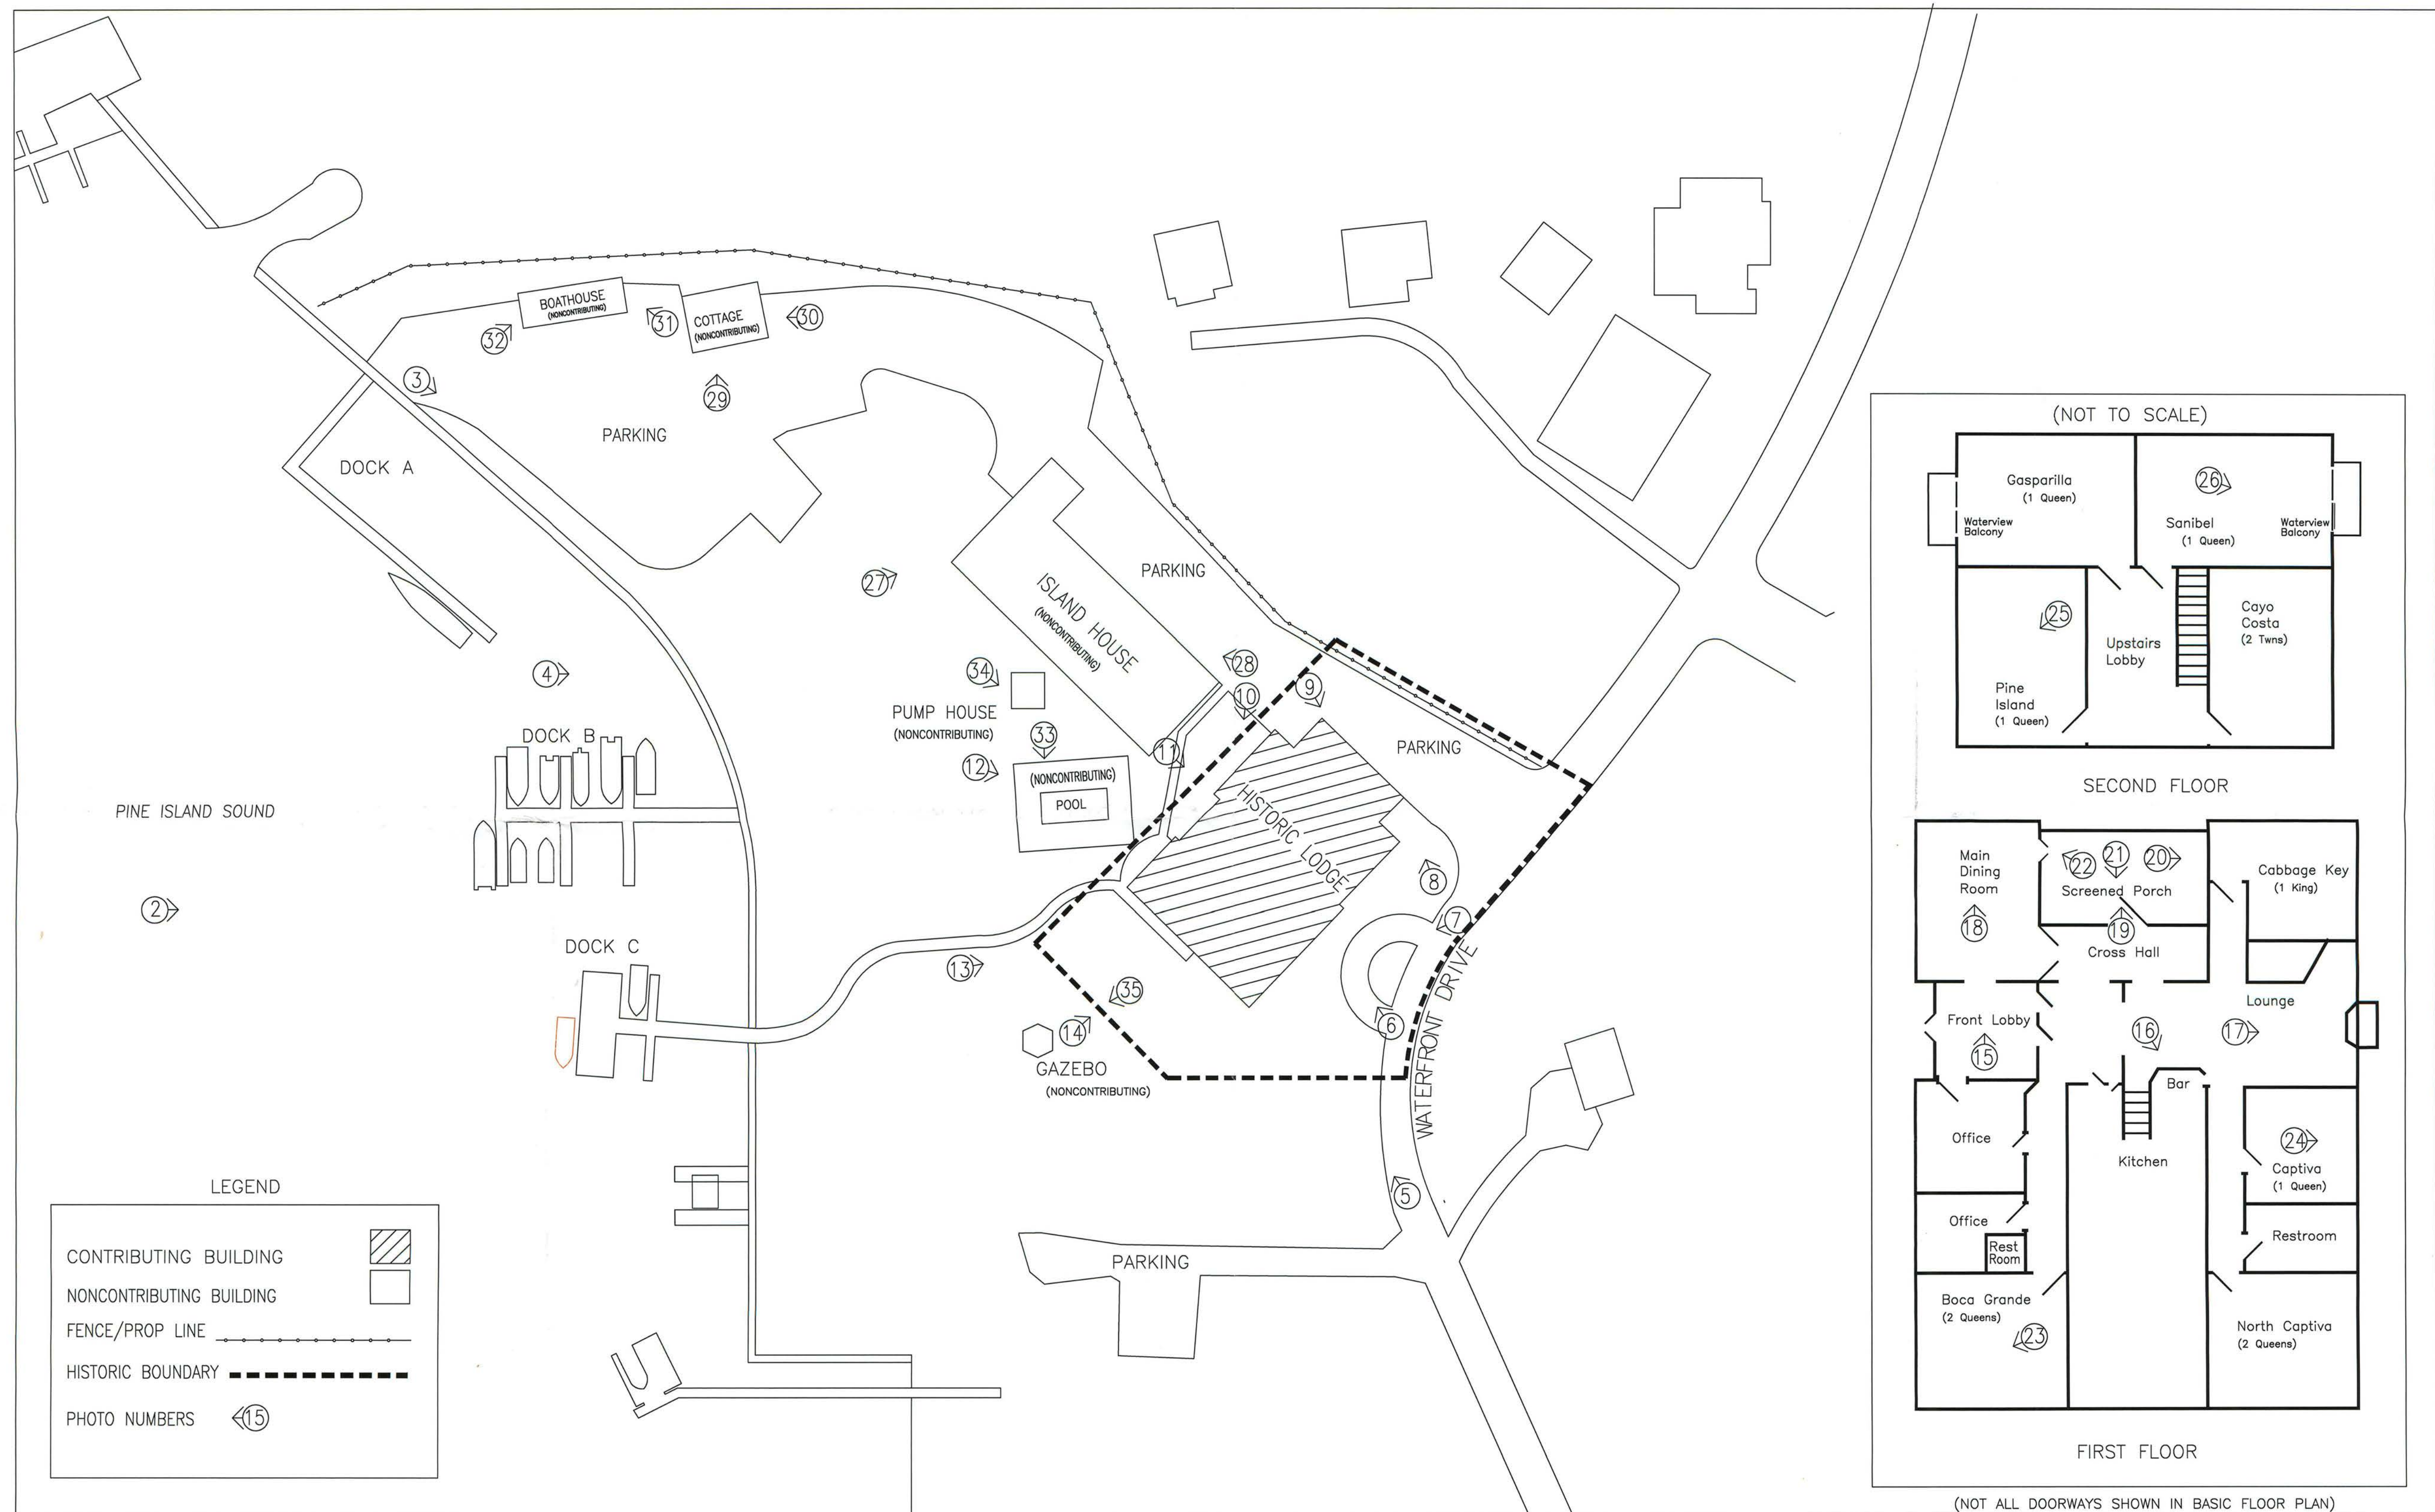 BOATHOUSE
(NONCONTRIBUTING)
COTTAGE
(NONCONTRIBUTING)
30
31
32
3
29
PARKING
DOCK A
27
ISLAND HOUSE
(NONCONTRIBUTING)
PARKING
28
10
9
4
34
PUMP HOUSE
(NONCONTRIBUTING)
33
11
12
(NONCONTRIBUTING)
POOL
PARKING
HISTORIC LODGE
DOCK B
PINE ISLAND SOUND
2
8
7
DOCK C
13
35
14
6
GAZEBO
(NONCONTRIBUTING)
WATERFRONT DRIVE
5
PARKING
LEGEND
CONTRIBUTING BUILDING
NONCONTRIBUTING BUILDING
FENCE/PROP LINE
HISTORIC BOUNDARY
PHOTO NUMBERS 15
(NOT TO SCALE)
Gasparilla
(1 Queen)
Waterview
Balcony
26
Sanibel
(1 Queen)
Waterview
Balcony
25
Pine
Island
(1 Queen)
Upstairs
Lobby
Cayo
Costa
(2 Twns)
SECOND FLOOR
Main
Dining
Room
18
22
21
20
Screened Porch
19
Cross Hall
Cabbage Key
(1 King)
Lounge
Front Lobby
15
16
17
Bar
Office
Kitchen
24
Captiva
(1 Queen)
Office
Rest
Room
Restroom
Boca Grande
(2 Queens)
23
North Captiva
(2 Queens)
FIRST FLOOR
(NOT ALL DOORWAYS SHOWN IN BASIC FLOOR PLAN)